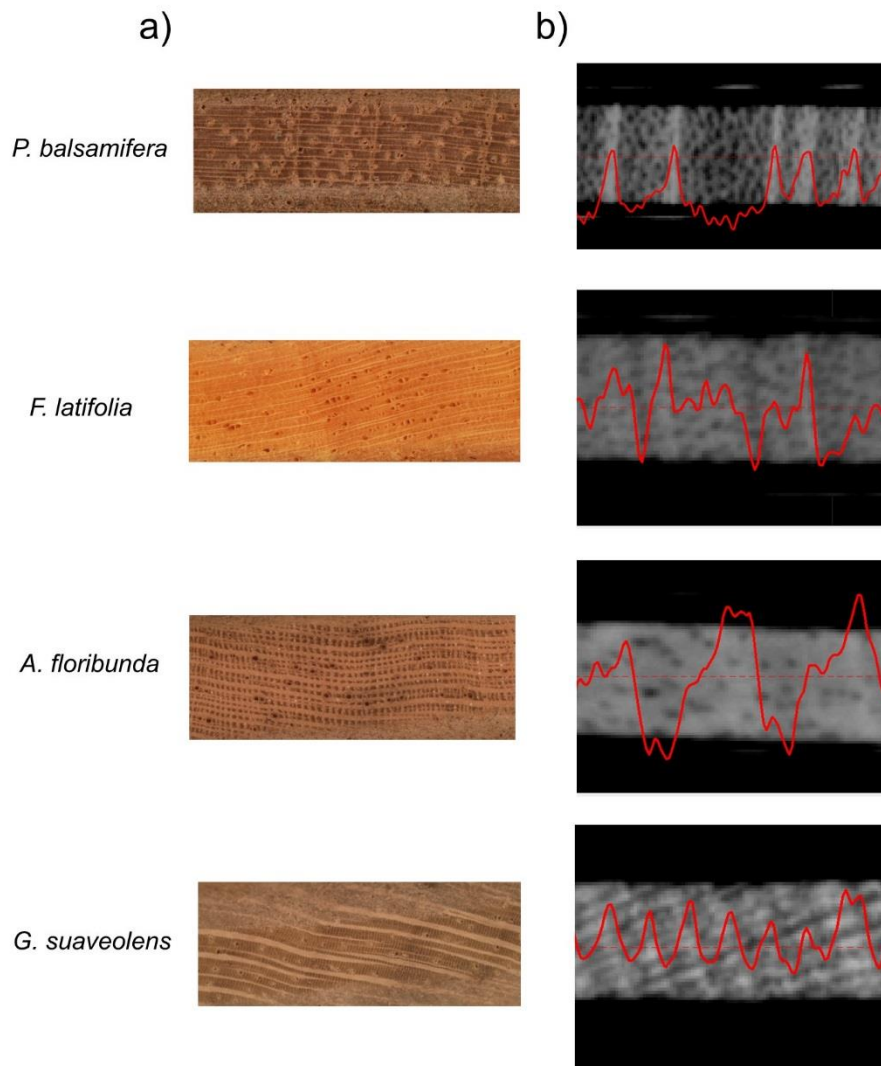 a)
b)
P. balsamifera
F. latifolia
A. floribunda
G. suaveolens